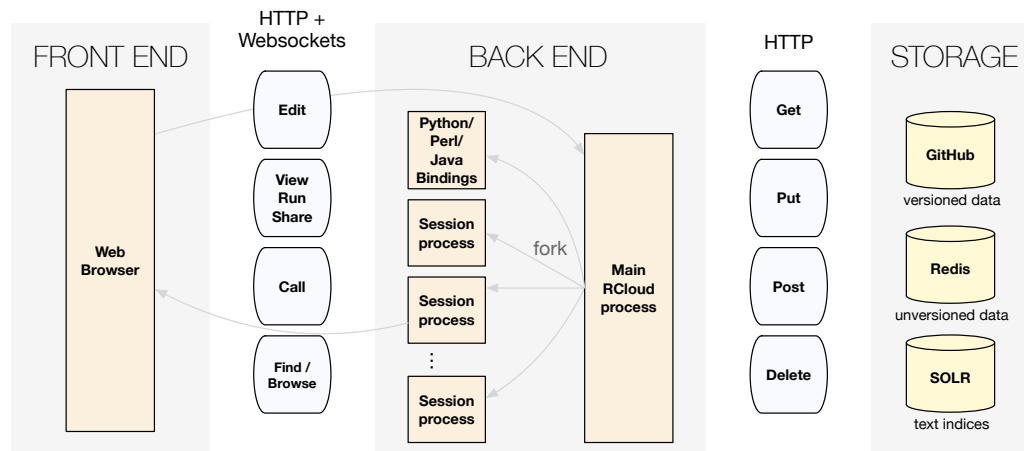 FRONT END
Web
Browser
HTTP +
Websockets
Edit
View
Run
Share
Call
Find /
Browse
BACK END
Python/
Perl/
Java
Bindings
Session
process
Session
process
⋮
Session
process
fork
Main
RCloud
process
HTTP
Get
Put
Post
Delete
STORAGE
GitHub
versioned data
Redis
unversioned data
SOLR
text indices